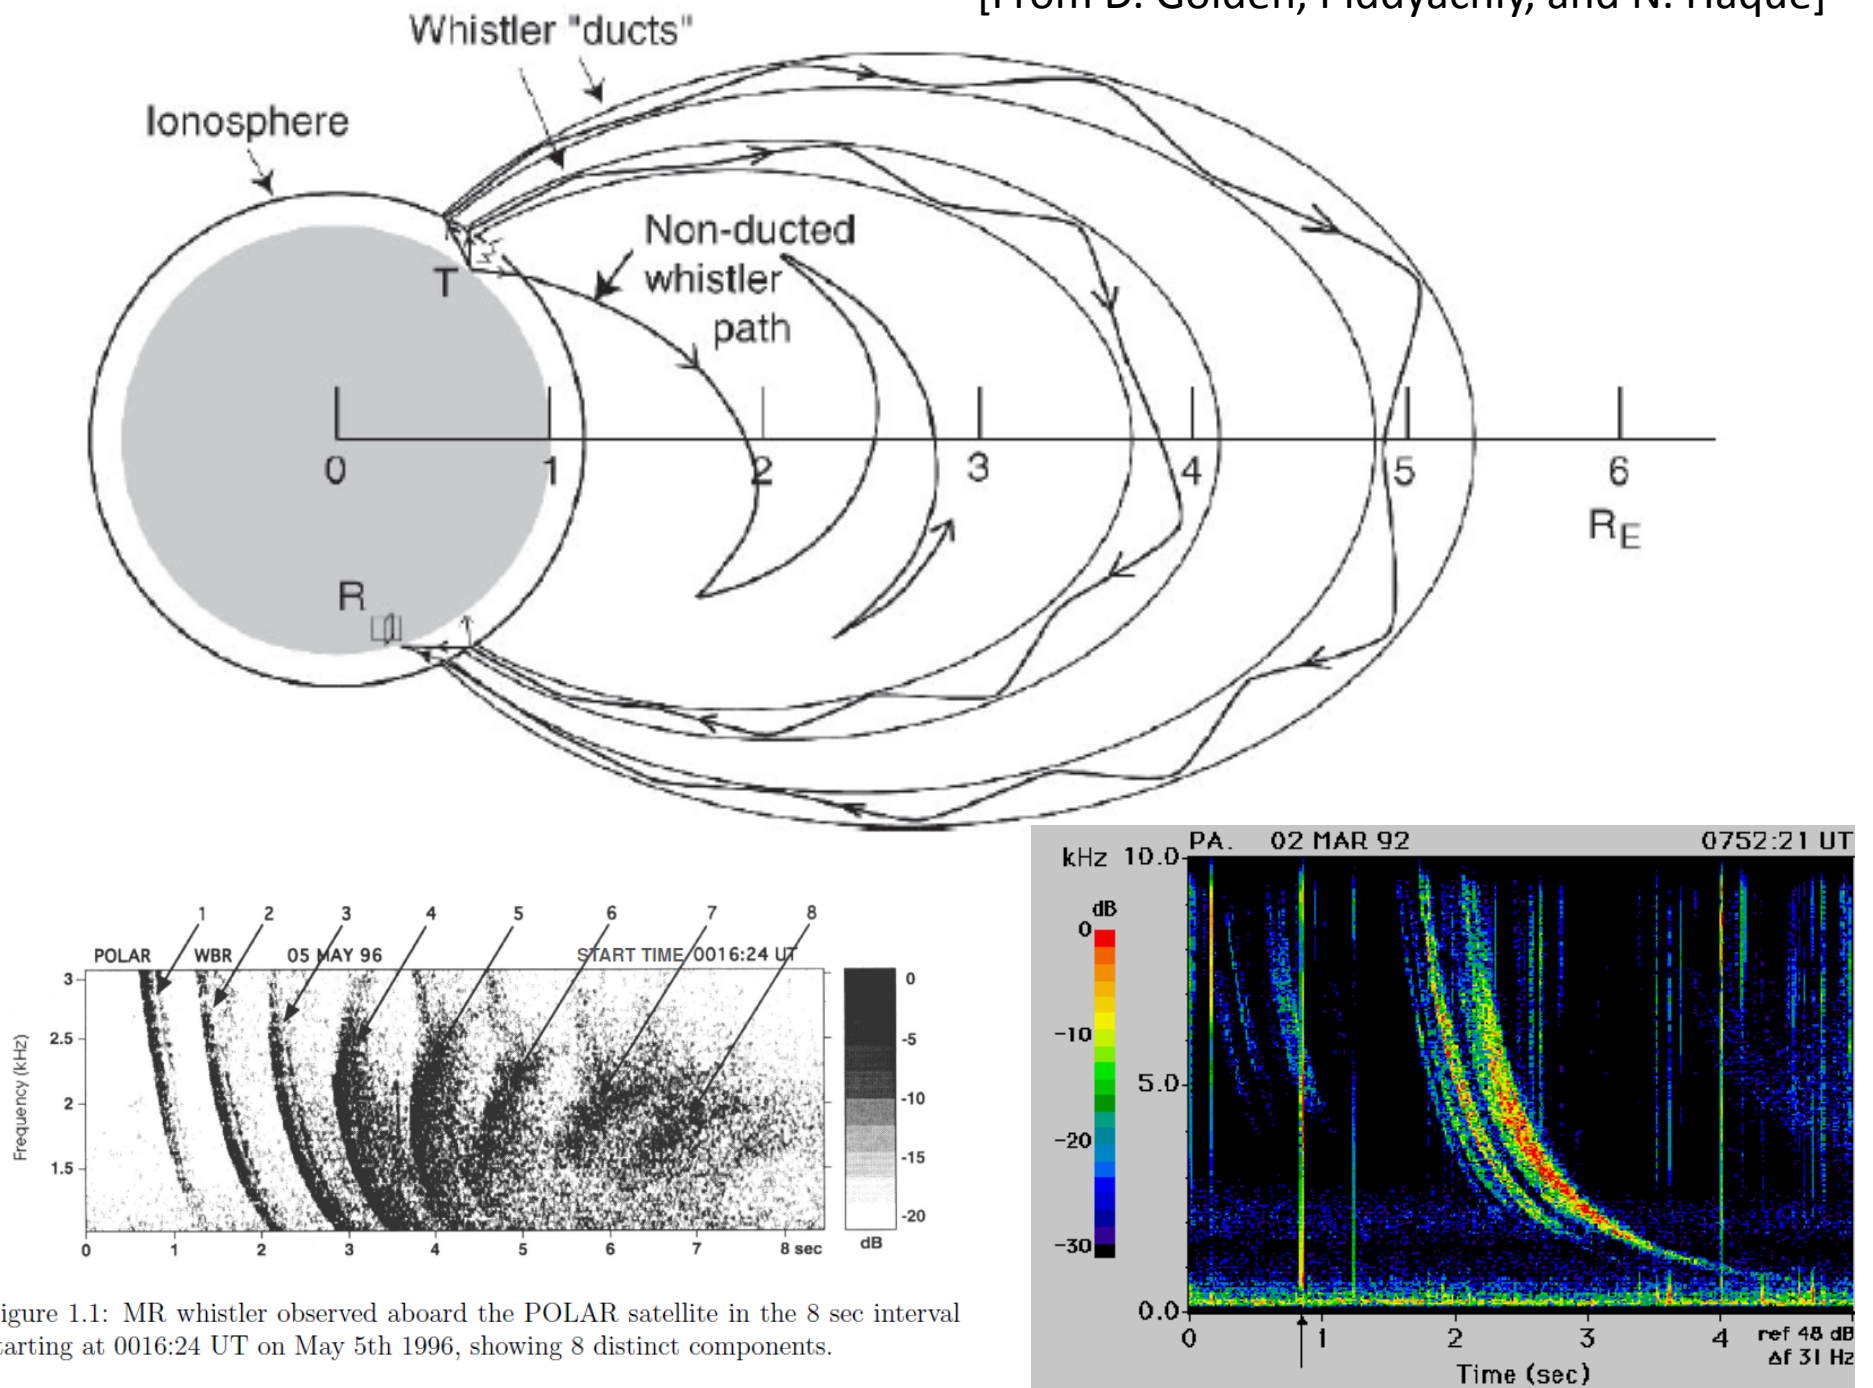 [From D. Golden, Piddyachiy, and N. Haque]
Whistler "ducts"
Ionosphere
Non-ducted
whistler
path
T
0 1 2 3 4 5 6
R_E
R
1 2 3 4 5 6 7 8
POLAR WBR 05 MAY 96 START TIME 0016:24 UT
Frequency (kHz)
3
2.5
2
1.5
0 1 2 3 4 5 6 7 8 sec
0
-5
-10
-15
-20
dB
igure 1.1: MR whistler observed aboard the POLAR satellite in the 8 sec interval
tarting at 0016:24 UT on May 5th 1996, showing 8 distinct components.
PA. 02 MAR 92 0752:21 UT
kHz 10.0
5.0
0.0
dB
0
-10
-20
-30
0 1 2 3 4
Time (sec)
ref 48 dB
Δf 31 Hz